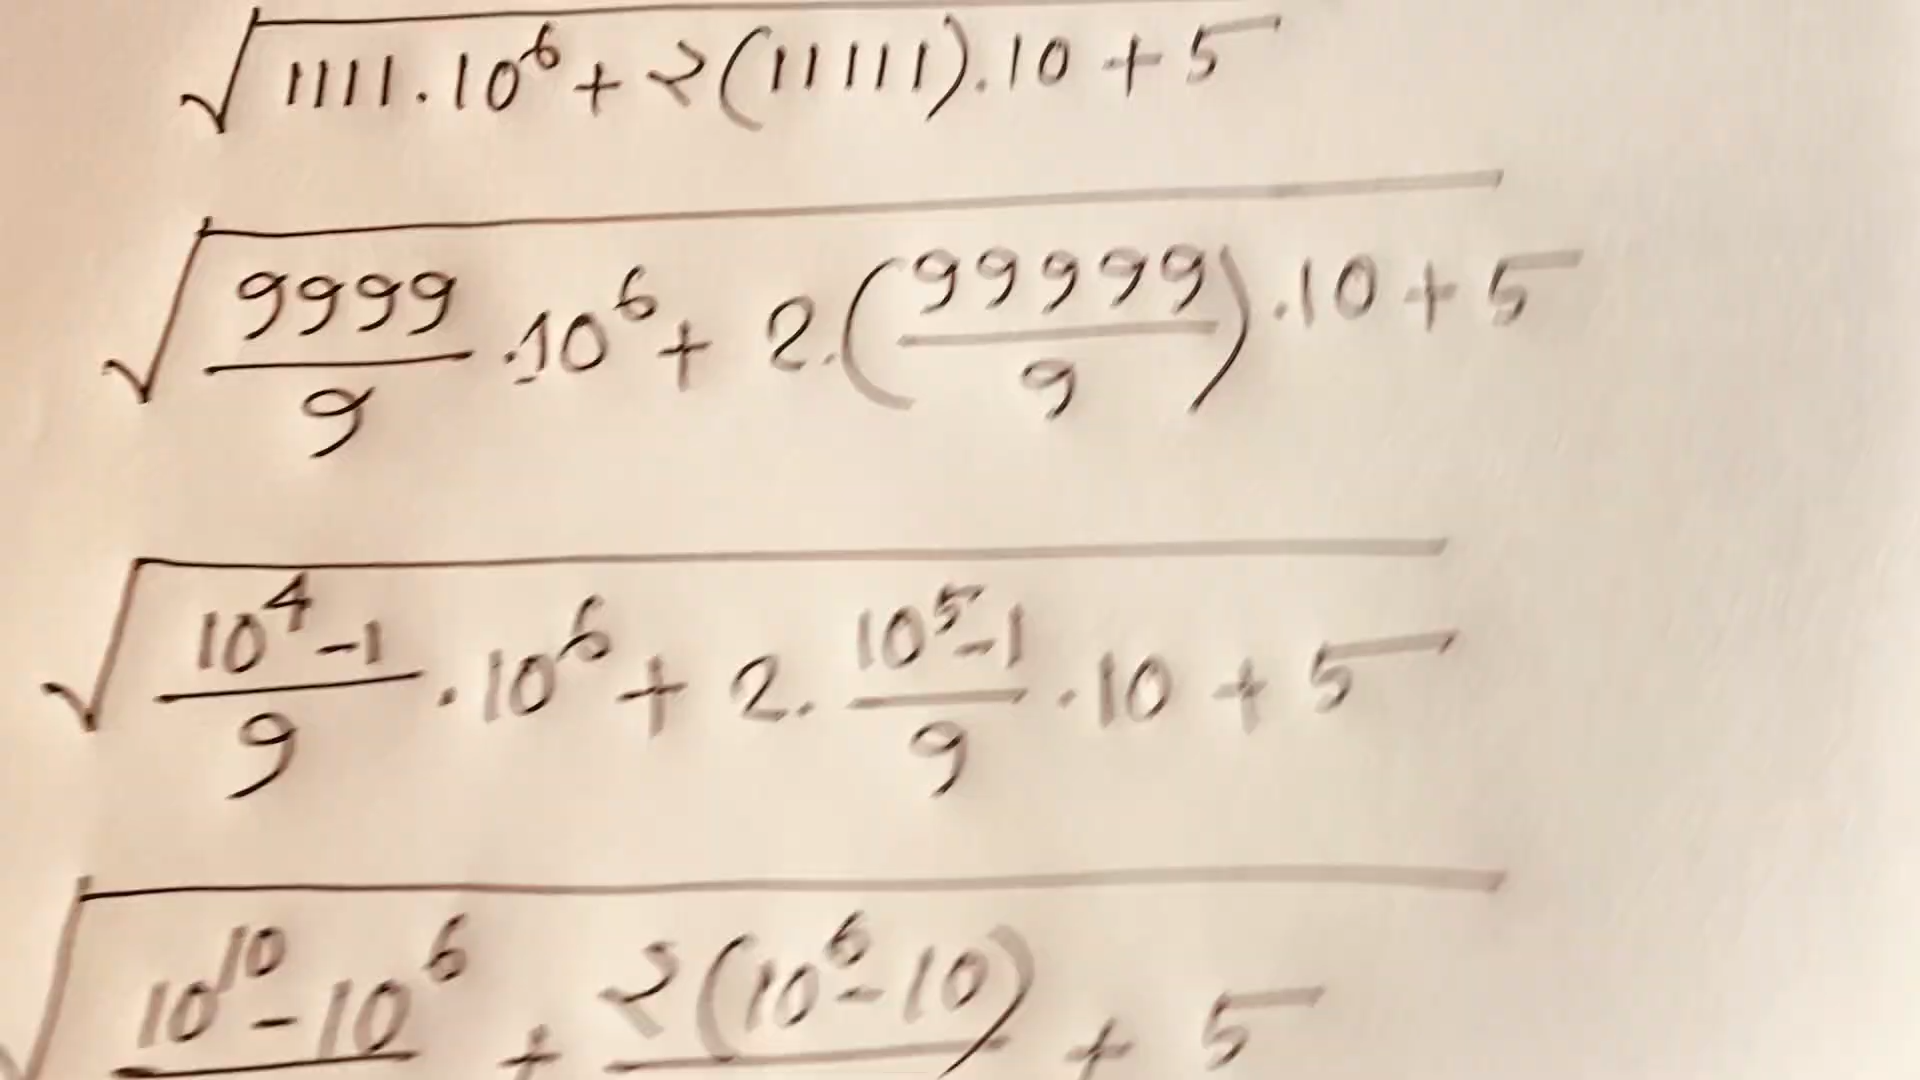 √(1111.10⁶+2(11111).10+5)
√(9999/9 .10⁶+2.(99999/9).10+5)
√((10⁴-1)/9 .10⁶+2. (10⁵-1)/9 .10+5)
√(10¹⁰-10⁶ + 2(10⁶-10) + 5)